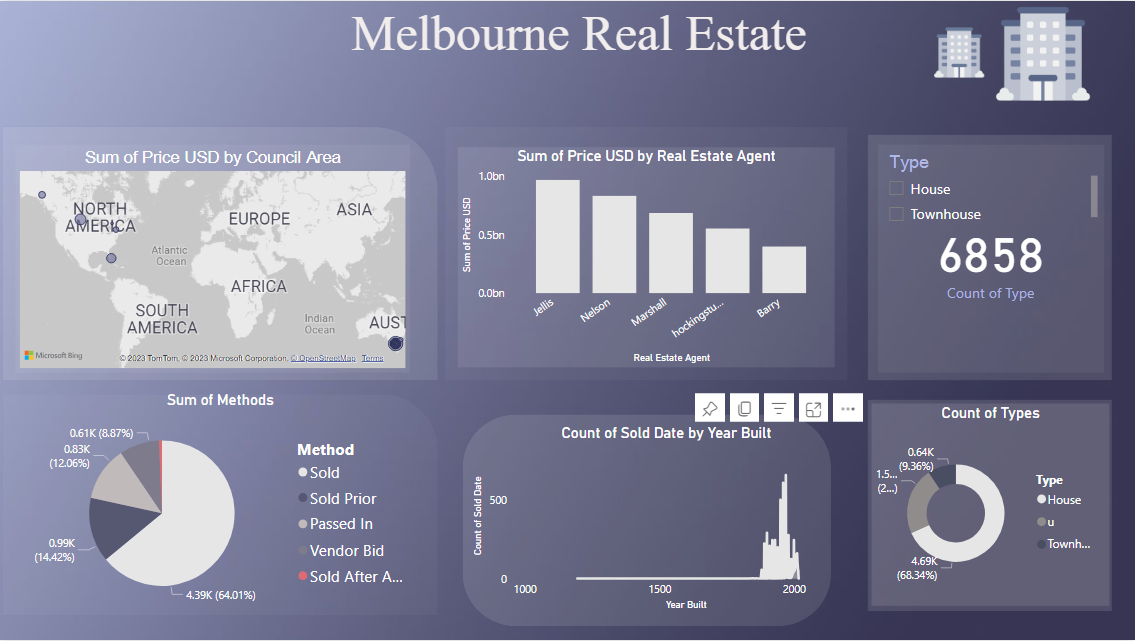 Melbourne Real Estate
Sum of Price USD by Council Area
NORTH
AMERICA
EUROPE
ASIA
Atlantic
Ocean
AFRICA
SOUTH
AMERICA
Indian
Ocean
AUST
Microsoft Bing
© 2023 TomTom, © 2023 Microsoft Corporation, © OpenStreetMap Terms
Sum of Price USD by Real Estate Agent
Sum of Price USD
1.0bn
0.5bn
0.0bn
Jellis
Nelson
Marshall
hockingstu...
Barry
Real Estate Agent
Type
House
Townhouse
6858
Count of Type
Sum of Methods
0.61K (8.87%)
0.83K
(12.06%)
0.99K
(14.42%)
4.39K (64.01%)
Method
Sold
Sold Prior
Passed In
Vendor Bid
Sold After A...
Count of Sold Date by Year Built
Count of Sold Date
500
0
1000
1500
2000
Year Built
Count of Types
0.64K
(9.36%)
1.5...
(2...)
4.69K
(68.34%)
Type
House
u
Townh...